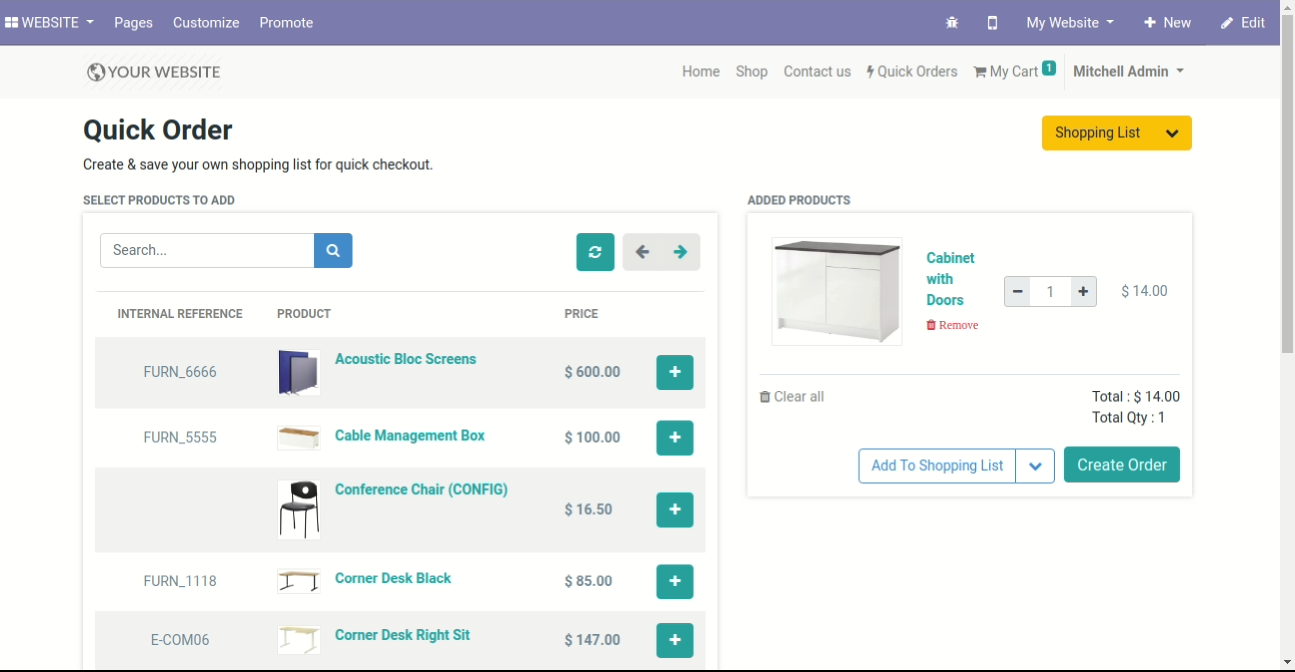 WEBSITE Pages Customize Promote My Website New Edit
YOUR WEBSITE Home Shop Contact us Quick Orders My Cart 1 Mitchell Admin
Quick Order
Shopping List
Create & save your own shopping list for quick checkout.
SELECT PRODUCTS TO ADD
Search...
INTERNAL REFERENCE PRODUCT PRICE
FURN_6666 Acoustic Bloc Screens $ 600.00
FURN_5555 Cable Management Box $ 100.00
Conference Chair (CONFIG) $ 16.50
FURN_1118 Corner Desk Black $ 85.00
E-COM06 Corner Desk Right Sit $ 147.00
ADDED PRODUCTS
Cabinet
with
Doors
Remove
1 $ 14.00
Clear all Total : $ 14.00
Total Qty : 1
Add To Shopping List Create Order